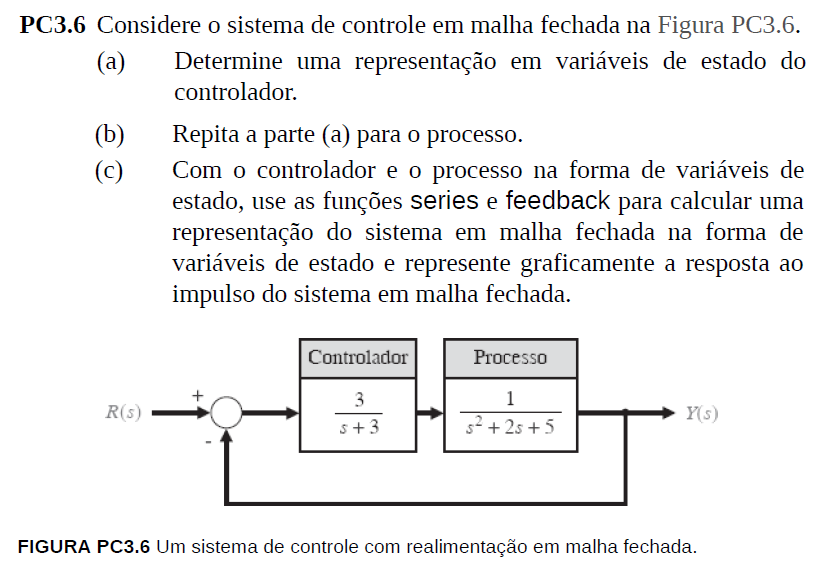 PC3.6 Considere o sistema de controle em malha fechada na Figura PC3.6.
(a) Determine uma representação em variáveis de estado do
controlador.
(b) Repita a parte (a) para o processo.
(c) Com o controlador e o processo na forma de variáveis de
estado, use as funções series e feedback para calcular uma
representação do sistema em malha fechada na forma de
variáveis de estado e represente graficamente a resposta ao
impulso do sistema em malha fechada.
Controlador Processo
R(s) + - 3 / (s + 3) 1 / (s² + 2s + 5) Y(s)
FIGURA PC3.6 Um sistema de controle com realimentação em malha fechada.